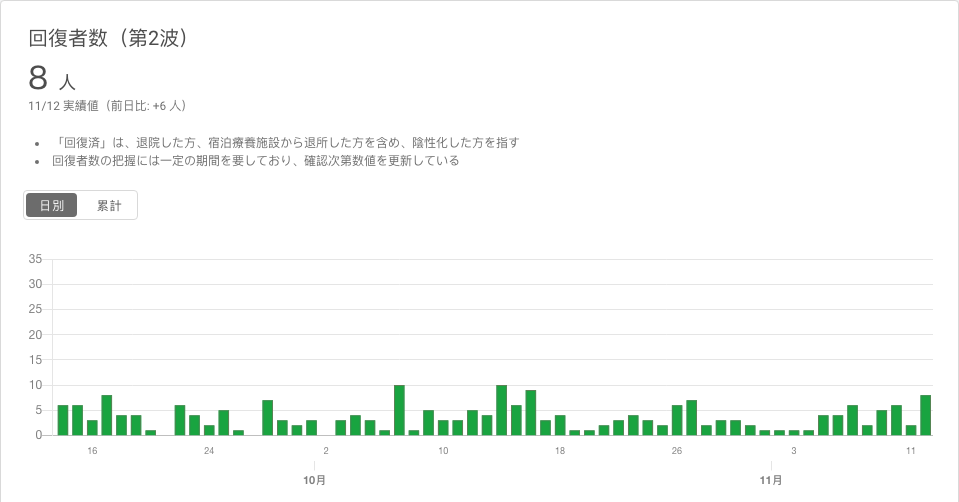 回復者数（第2波）
8 人
11/12 実績値（前日比: +6 人）
「回復済」は、退院した方、宿泊療養施設から退所した方を含め、陰性化した方を指す
回復者数の把握には一定の期間を要しており、確認次第数値を更新している
日別 累計
35
30
25
20
15
10
5
0
16 24 2 10 18 26 3 11
10月 11月